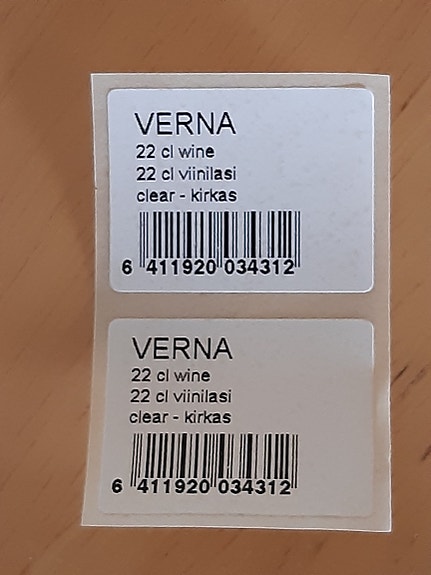 VERNA
22 cl wine
22 cl viinilasi
clear - kirkas
6 411920 034312
VERNA
22 cl wine
22 cl viinilasi
clear - kirkas
6 411920 034312